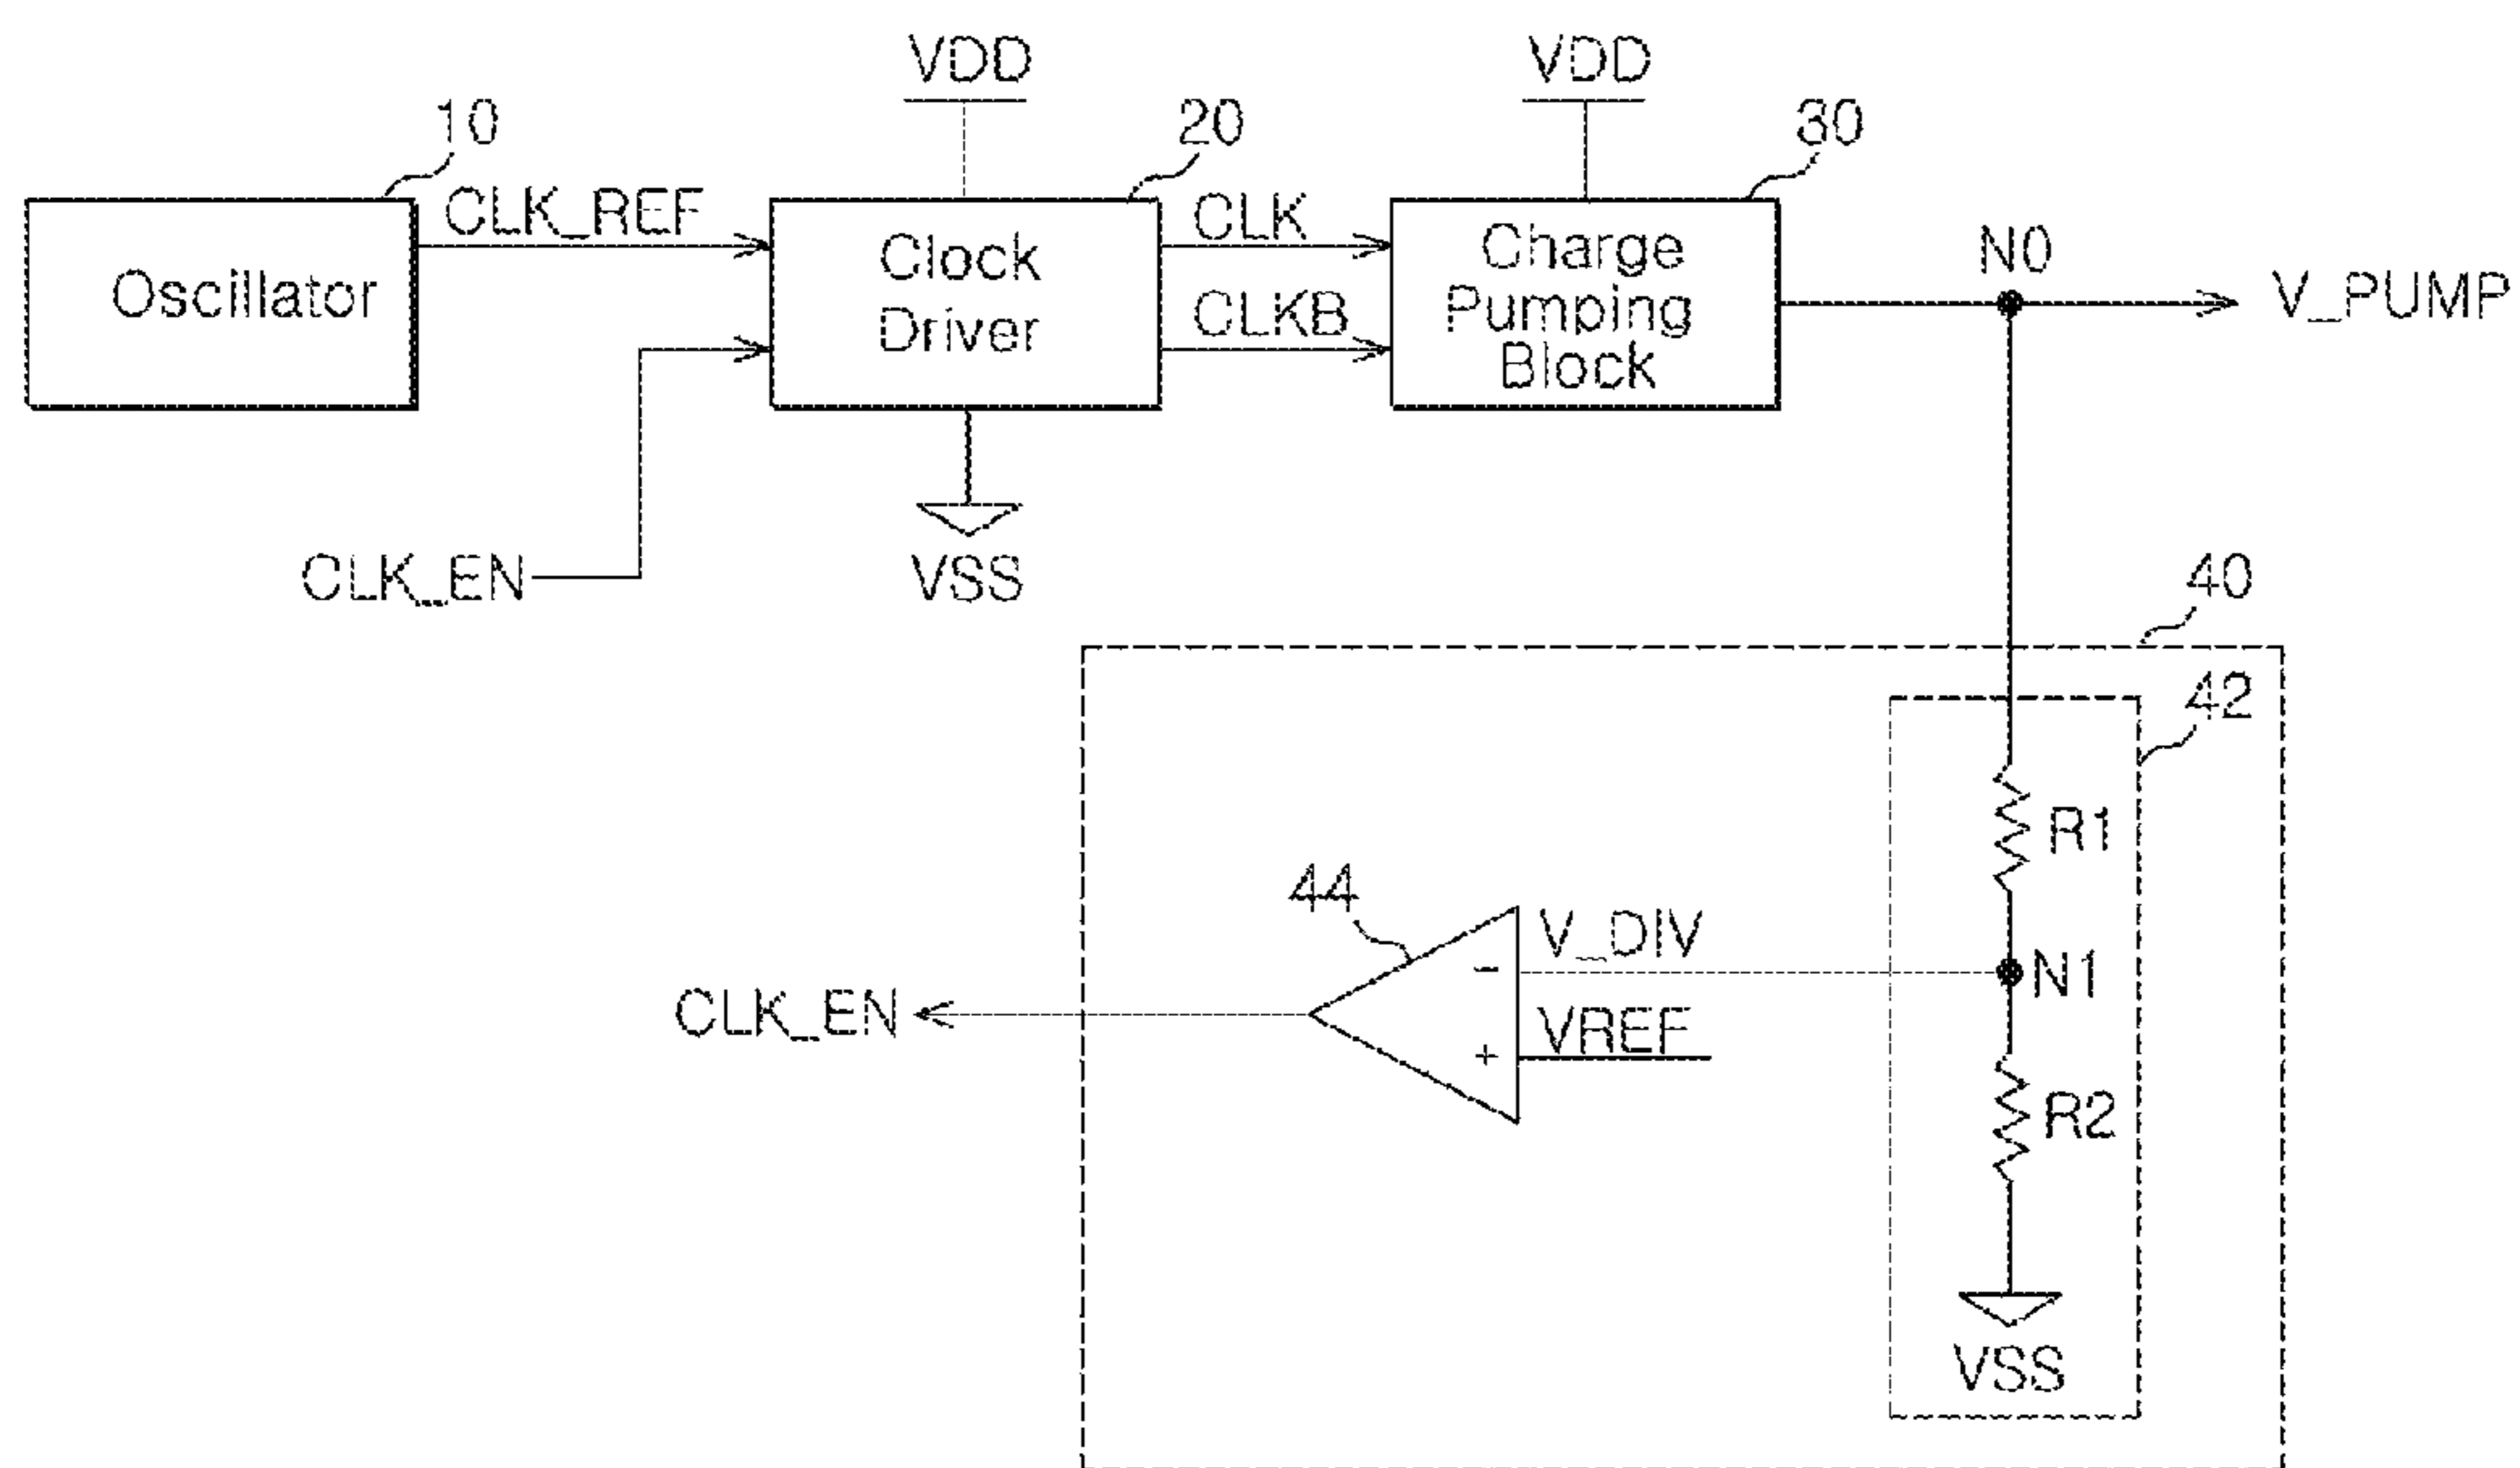 VDD
VDD
10
20
30
CLK_REF
CLK
N0
Oscillator
Clock
Driver
CLKB
Charge
Pumping
Block
V_PUMP
CLK_EN
VSS
40
42
R1
44
V_DIV
-
N1
CLK_EN
VREF
+
R2
VSS